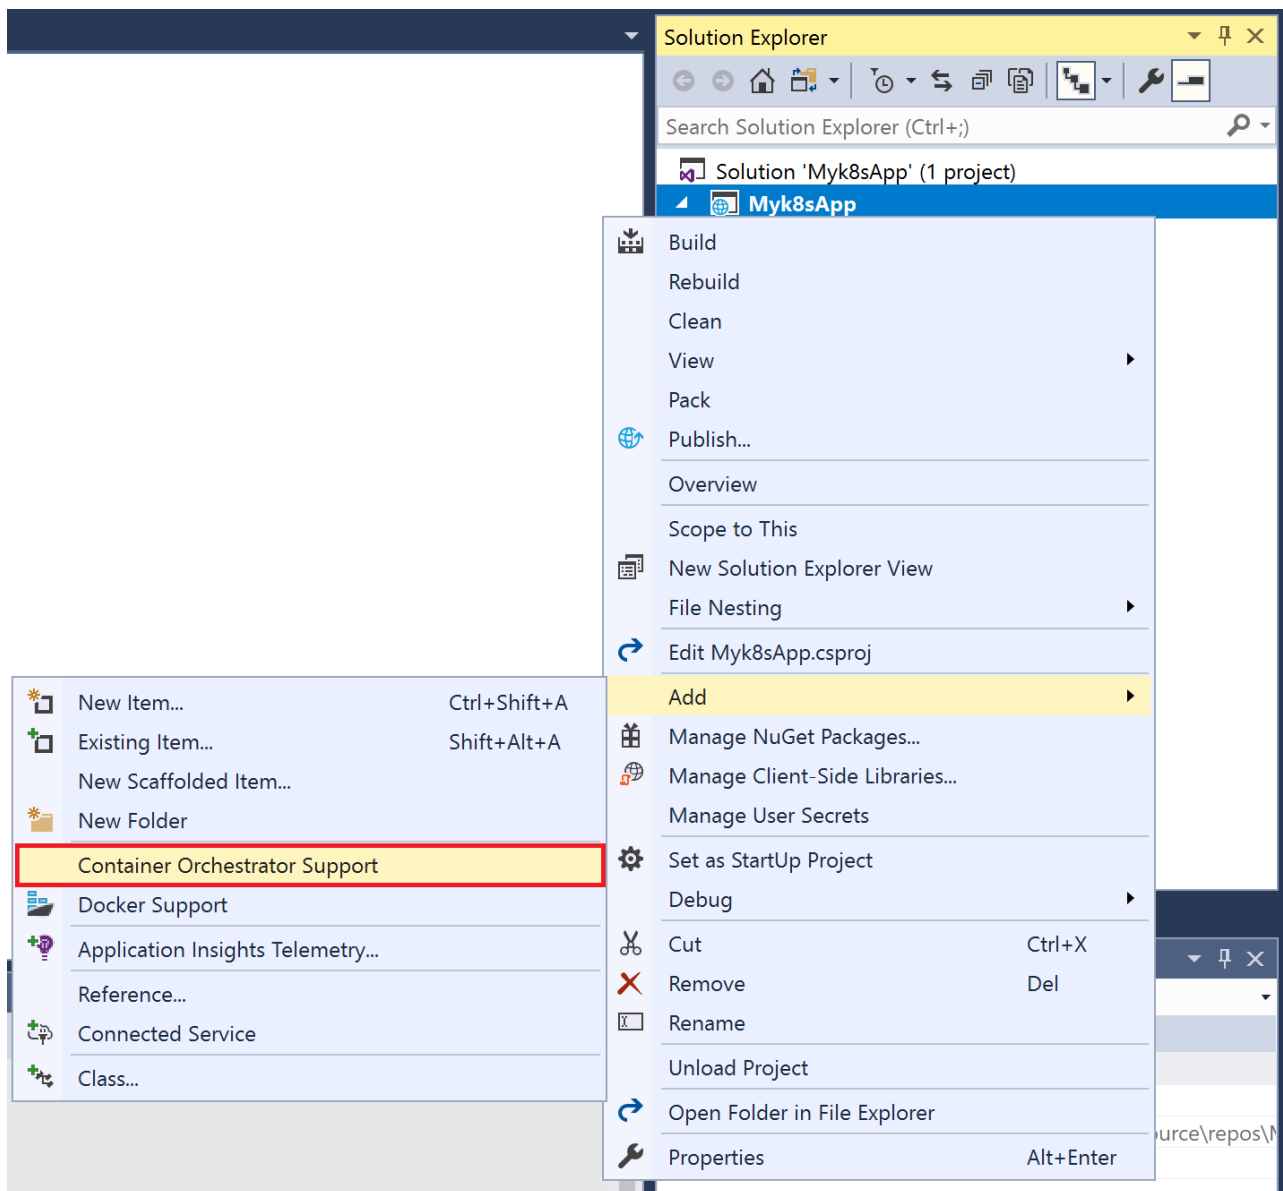 Solution Explorer
Search Solution Explorer (Ctrl+;)
Solution 'Myk8sApp' (1 project)
Myk8sApp
Build
Rebuild
Clean
View
Pack
Publish...
Overview
Scope to This
New Solution Explorer View
File Nesting
Edit Myk8sApp.csproj
Add
Manage NuGet Packages...
Manage Client-Side Libraries...
Manage User Secrets
Set as StartUp Project
Debug
Cut Ctrl+X
Remove Del
Rename
Unload Project
Open Folder in File Explorer
Properties Alt+Enter
New Item... Ctrl+Shift+A
Existing Item... Shift+Alt+A
New Scaffolded Item...
New Folder
Container Orchestrator Support
Docker Support
Application Insights Telemetry...
Reference...
Connected Service
Class...